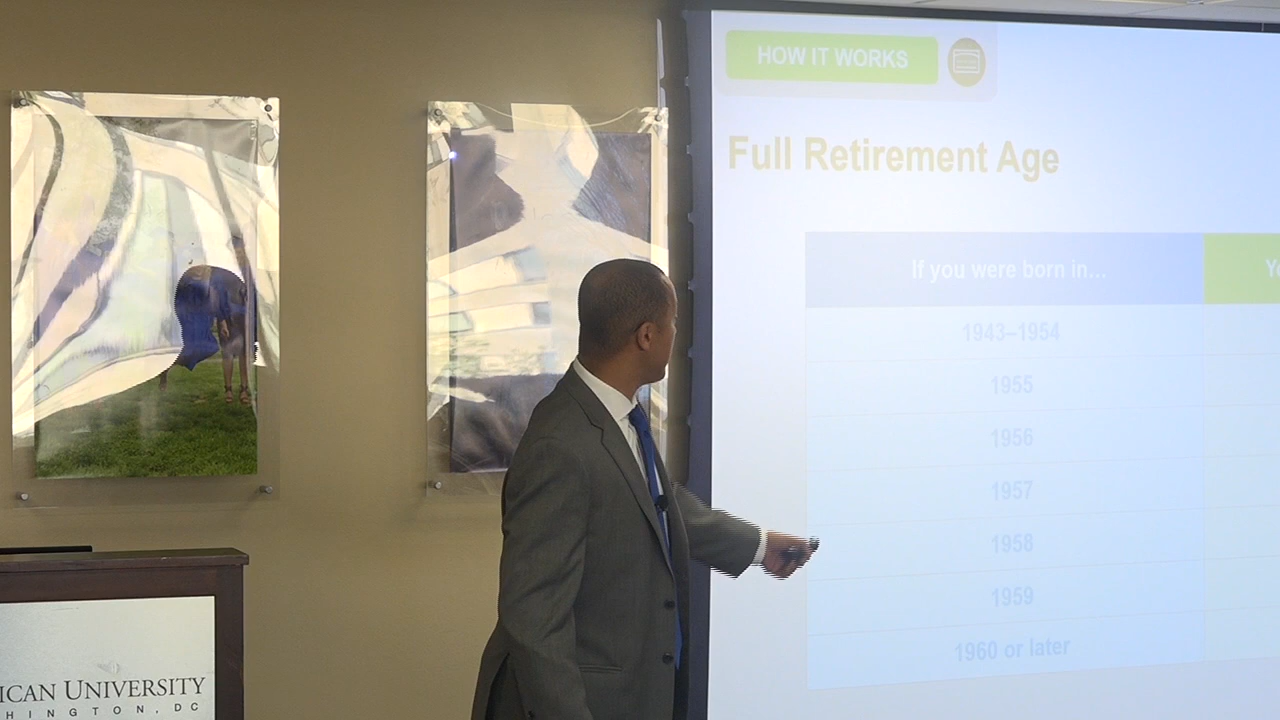 HOW IT WORKS
Full Retirement Age
If you were born in...
1943–1954
1955
1956
1957
1958
1959
1960 or later
ICAN UNIVERSITY
HINGTON, DC